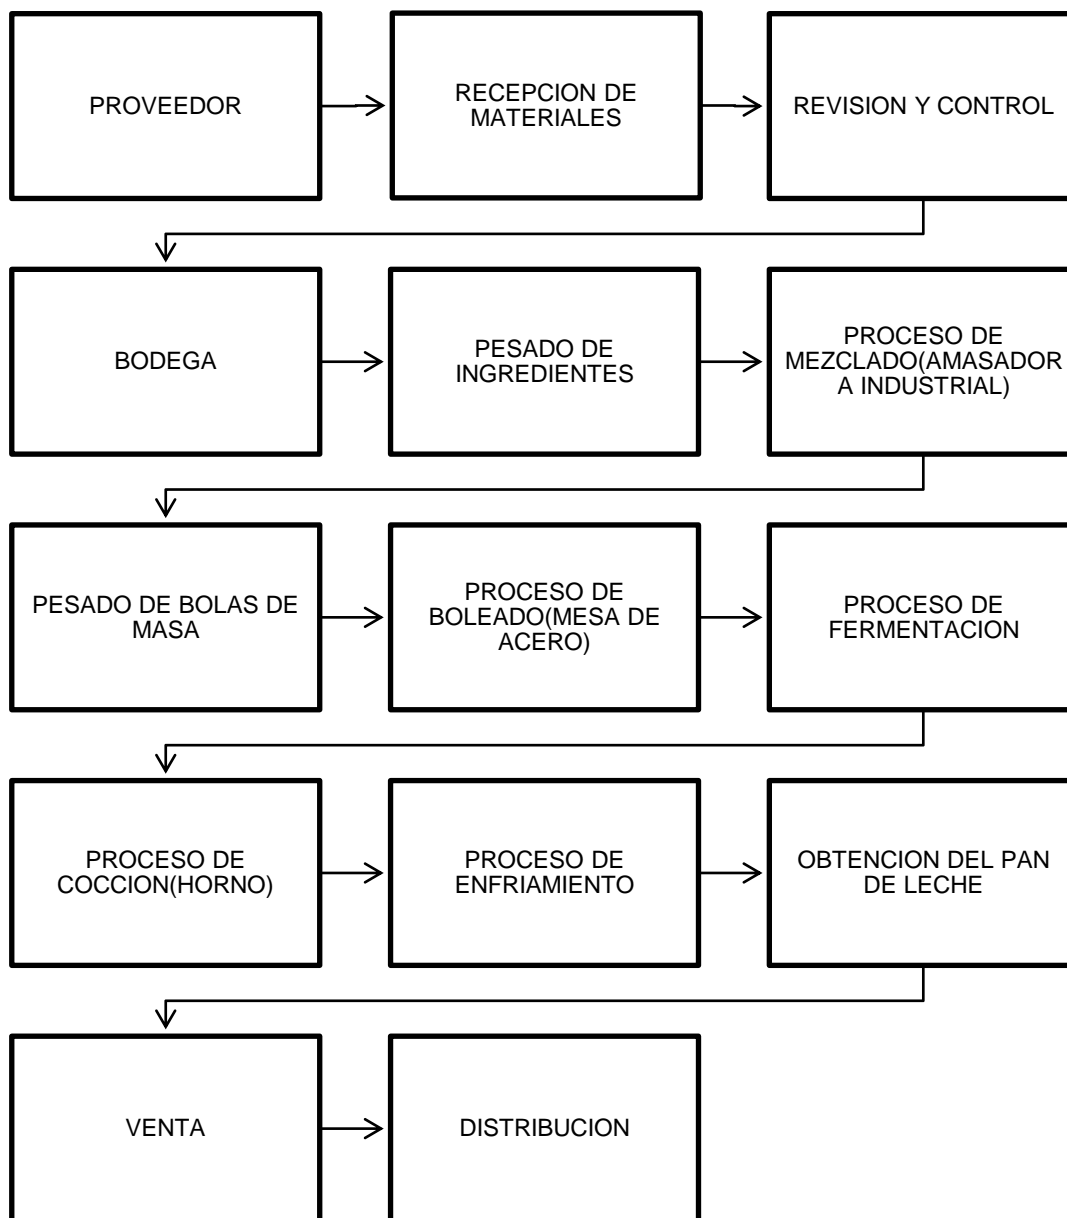 PROVEEDOR
RECEPCION DE
MATERIALES
REVISION Y CONTROL
BODEGA
PESADO DE
INGREDIENTES
PROCESO DE
MEZCLADO(AMASADOR
A INDUSTRIAL)
PESADO DE BOLAS DE
MASA
PROCESO DE
BOLEADO(MESA DE
ACERO)
PROCESO DE
FERMENTACION
PROCESO DE
COCCION(HORNO)
PROCESO DE
ENFRIAMIENTO
OBTENCION DEL PAN
DE LECHE
VENTA
DISTRIBUCION